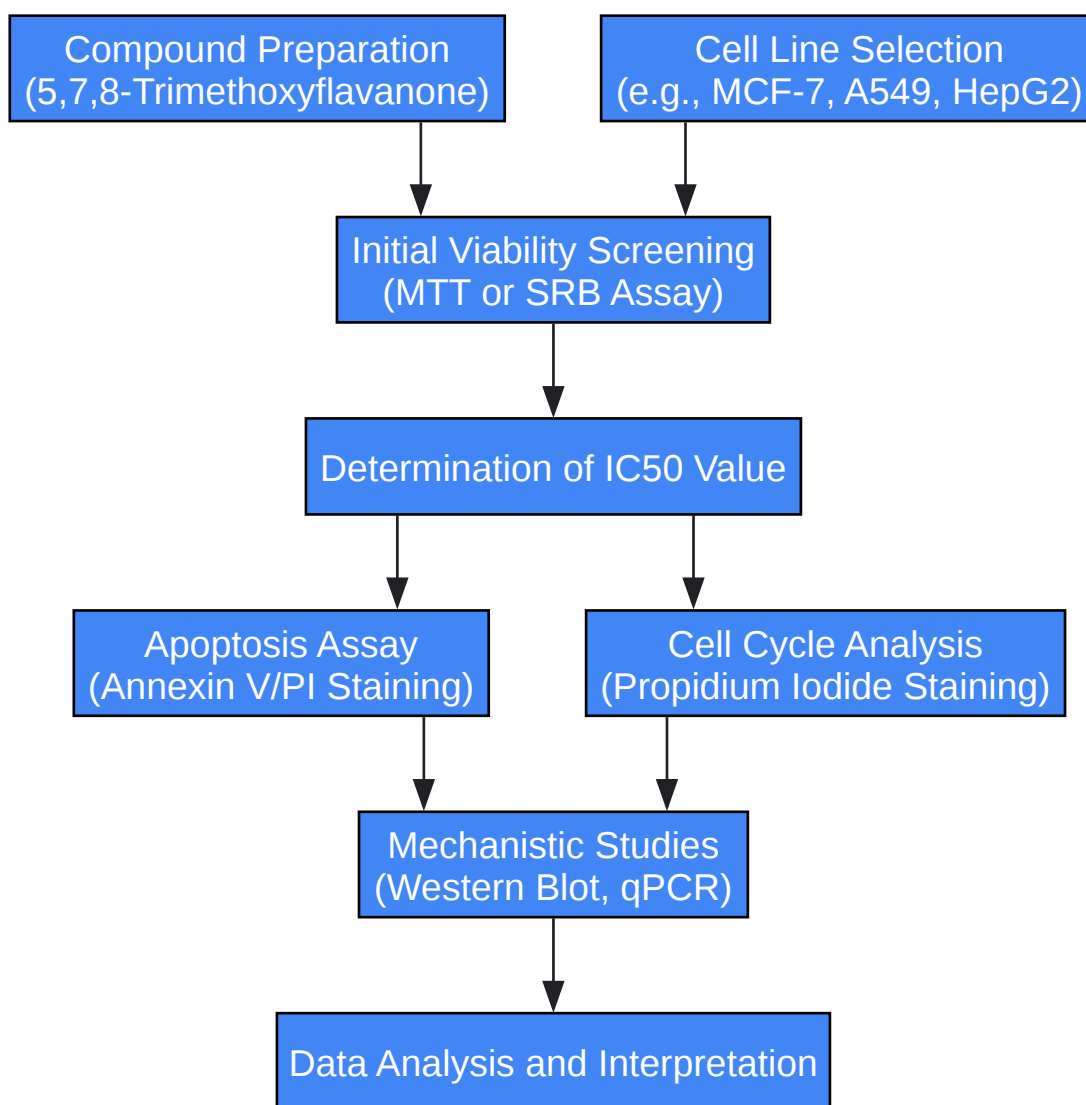 Compound Preparation
(5,7,8-Trimethoxyflavanone)
Cell Line Selection
(e.g., MCF-7, A549, HepG2)
Initial Viability Screening
(MTT or SRB Assay)
Determination of IC50 Value
Apoptosis Assay
(Annexin V/PI Staining)
Cell Cycle Analysis
(Propidium Iodide Staining)
Mechanistic Studies
(Western Blot, qPCR)
Data Analysis and Interpretation